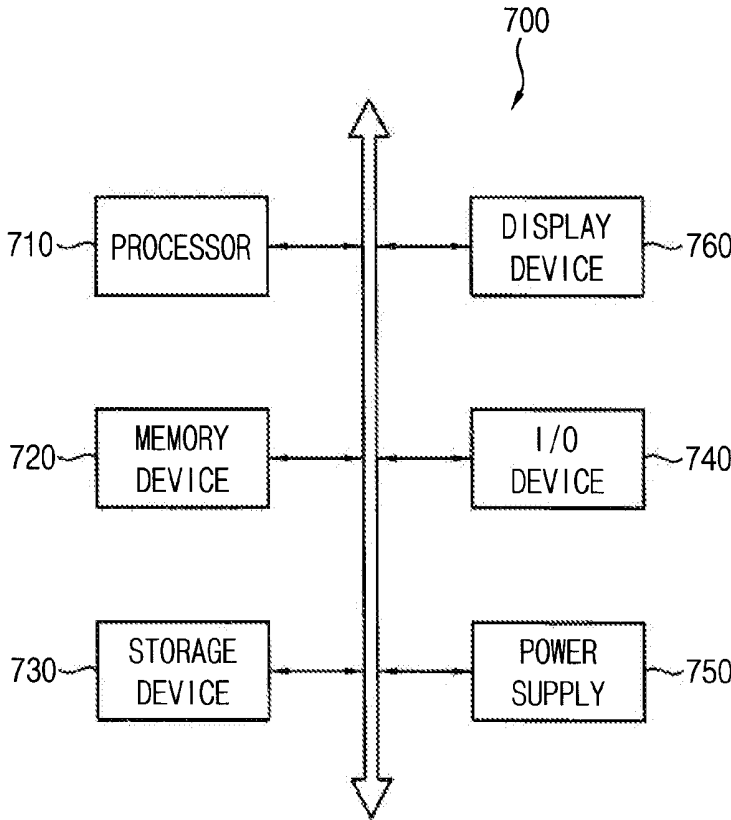 700
710
PROCESSOR
DISPLAY
DEVICE
760
720
MEMORY
DEVICE
I/O
DEVICE
740
730
STORAGE
DEVICE
POWER
SUPPLY
750